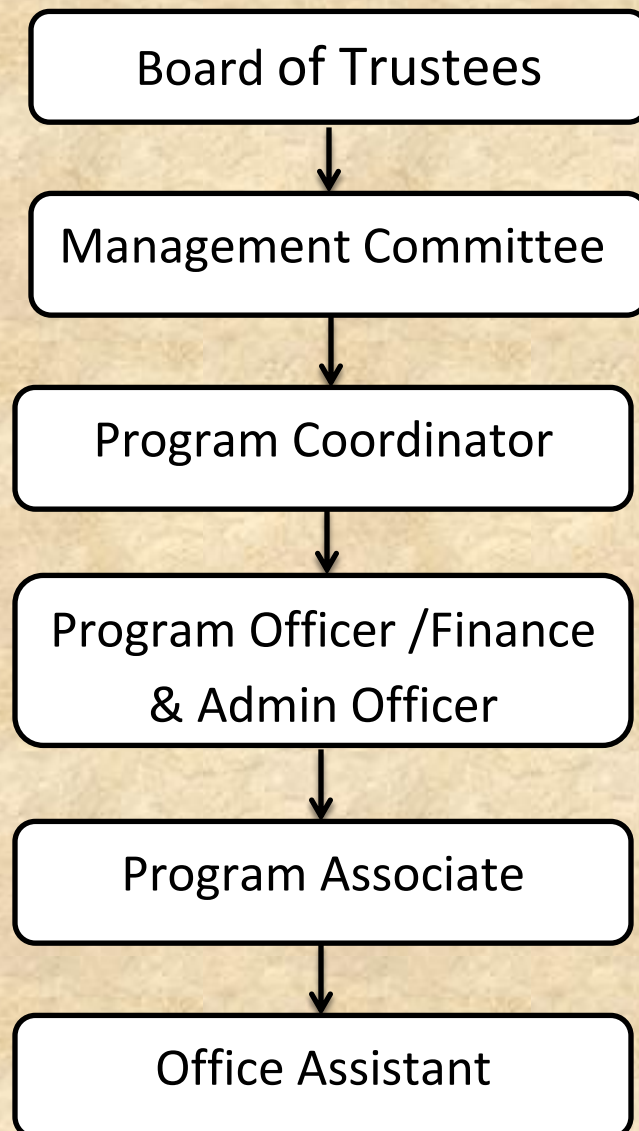 Board of Trustees
Management Committee
Program Coordinator
Program Officer /Finance
& Admin Officer
Program Associate
Office Assistant